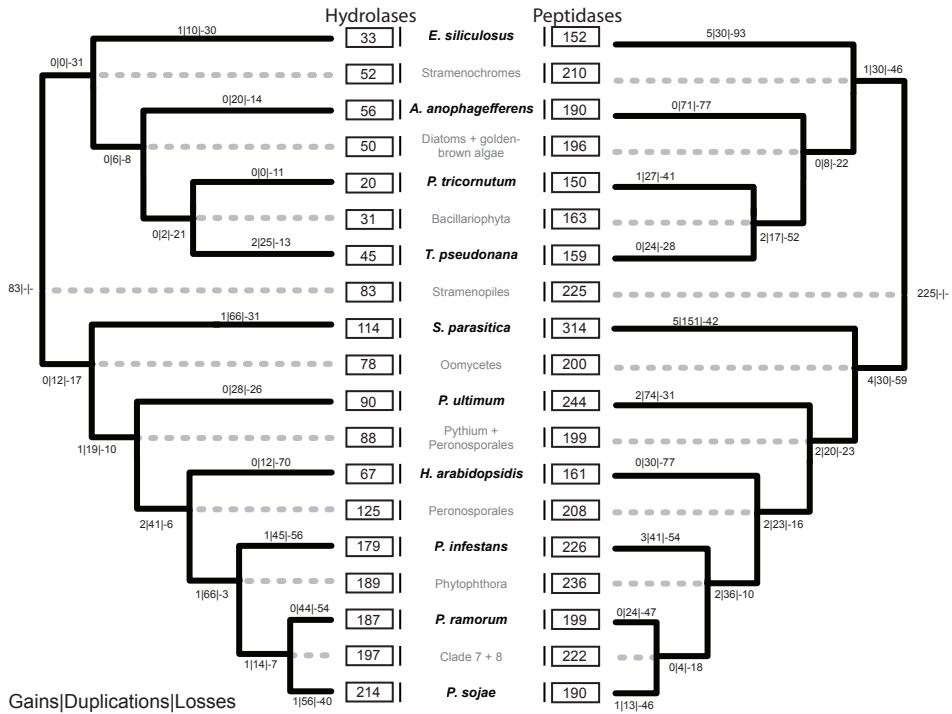 Hydrolases Peptidases
1|10|-30 33 E. siliculosus 152 5|30|-93
0|0|-31 1|30|-46
52 Stramenochromes 210
0|20|-14 56 A. anophagefferens 190 0|71|-77
0|6|-8 50 Diatoms + golden- 196 0|8|-22
brown algae
0|0|-11 20 P. tricornutum 150 1|27|-41
31 Bacillariophyta 163
0|2|-21 2|17|-52
2|25|-13 45 T. pseudonana 159 0|24|-28
83|-|- 83 Stramenopiles 225 225|-|-
1|66|-31 114 S. parasitica 314 5|151|-42
78 Oomycetes 200
0|12|-17 4|30|-59
0|28|-26 90 P. ultimum 244 2|74|-31
88 Pythium + 199
Peronosporales
1|19|-10 2|20|-23
0|12|-70 67 H. arabidopsidis 161 0|30|-77
125 Peronosporales 208
2|41|-6 2|23|-16
1|45|-56 179 P. infestans 226 3|41|-54
189 Phytophthora 236
1|66|-3 2|36|-10
0|44|-54 187 P. ramorum 199 0|24|-47
197 Clade 7 + 8 222
1|14|-7 0|4|-18
214 P. sojae 190
Gains|Duplications|Losses 1|56|-40 1|13|-46